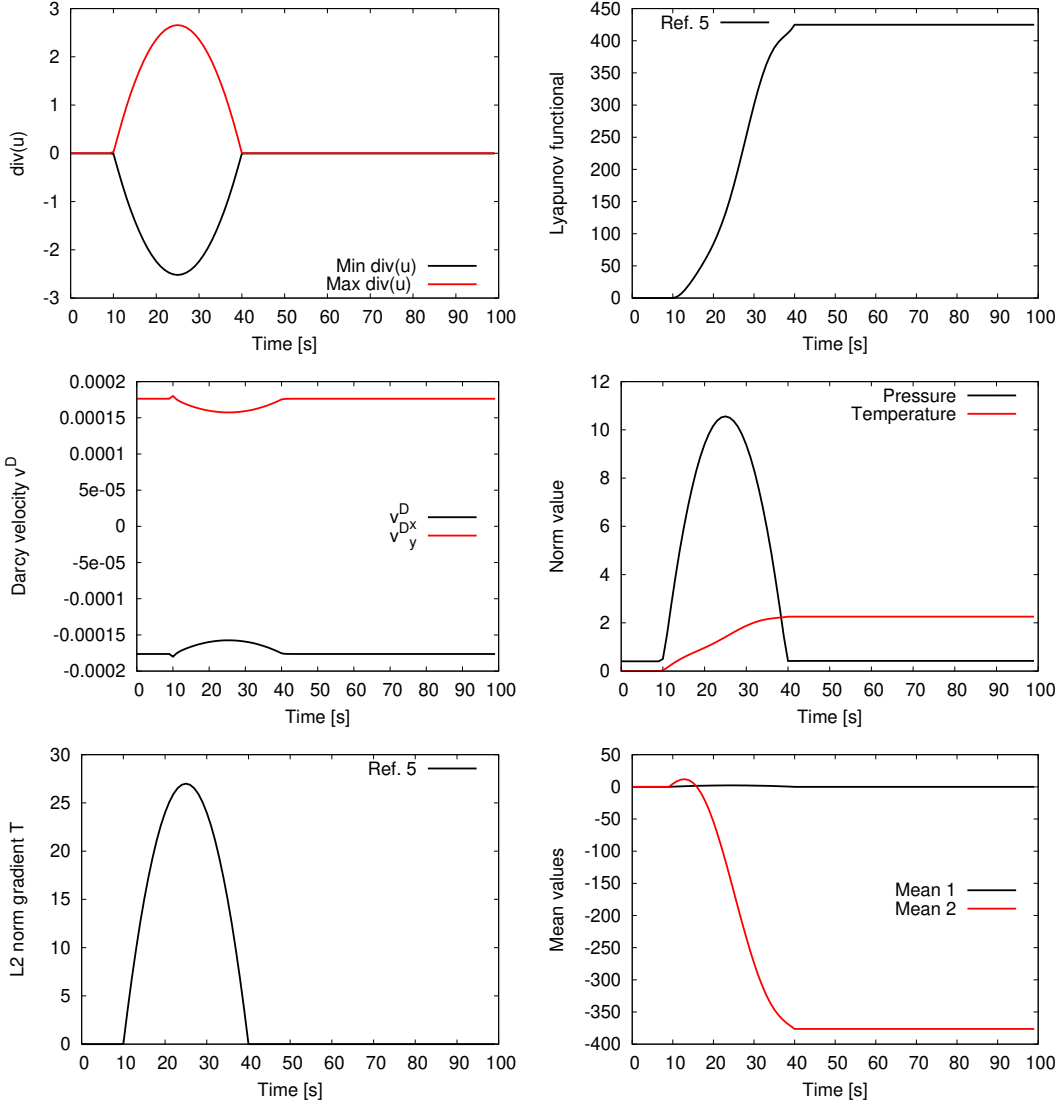 3
2
1
0
-1
-2
-3
div(u)
Min div(u)
Max div(u)
0 10 20 30 40 50 60 70 80 90 100
Time [s]
450
400
350
300
250
200
150
100
50
0
Lyapunov functional
Ref. 5
0 10 20 30 40 50 60 70 80 90 100
Time [s]
0.0002
0.00015
0.0001
5e-05
0
-5e-05
-0.0001
-0.00015
-0.0002
Darcy velocity v^D
v^D_x
v^D_y
0 10 20 30 40 50 60 70 80 90 100
Time [s]
12
10
8
6
4
2
0
Norm value
Pressure
Temperature
0 10 20 30 40 50 60 70 80 90 100
Time [s]
30
25
20
15
10
5
0
L2 norm gradient T
Ref. 5
0 10 20 30 40 50 60 70 80 90 100
Time [s]
50
0
-50
-100
-150
-200
-250
-300
-350
-400
Mean values
Mean 1
Mean 2
0 10 20 30 40 50 60 70 80 90 100
Time [s]